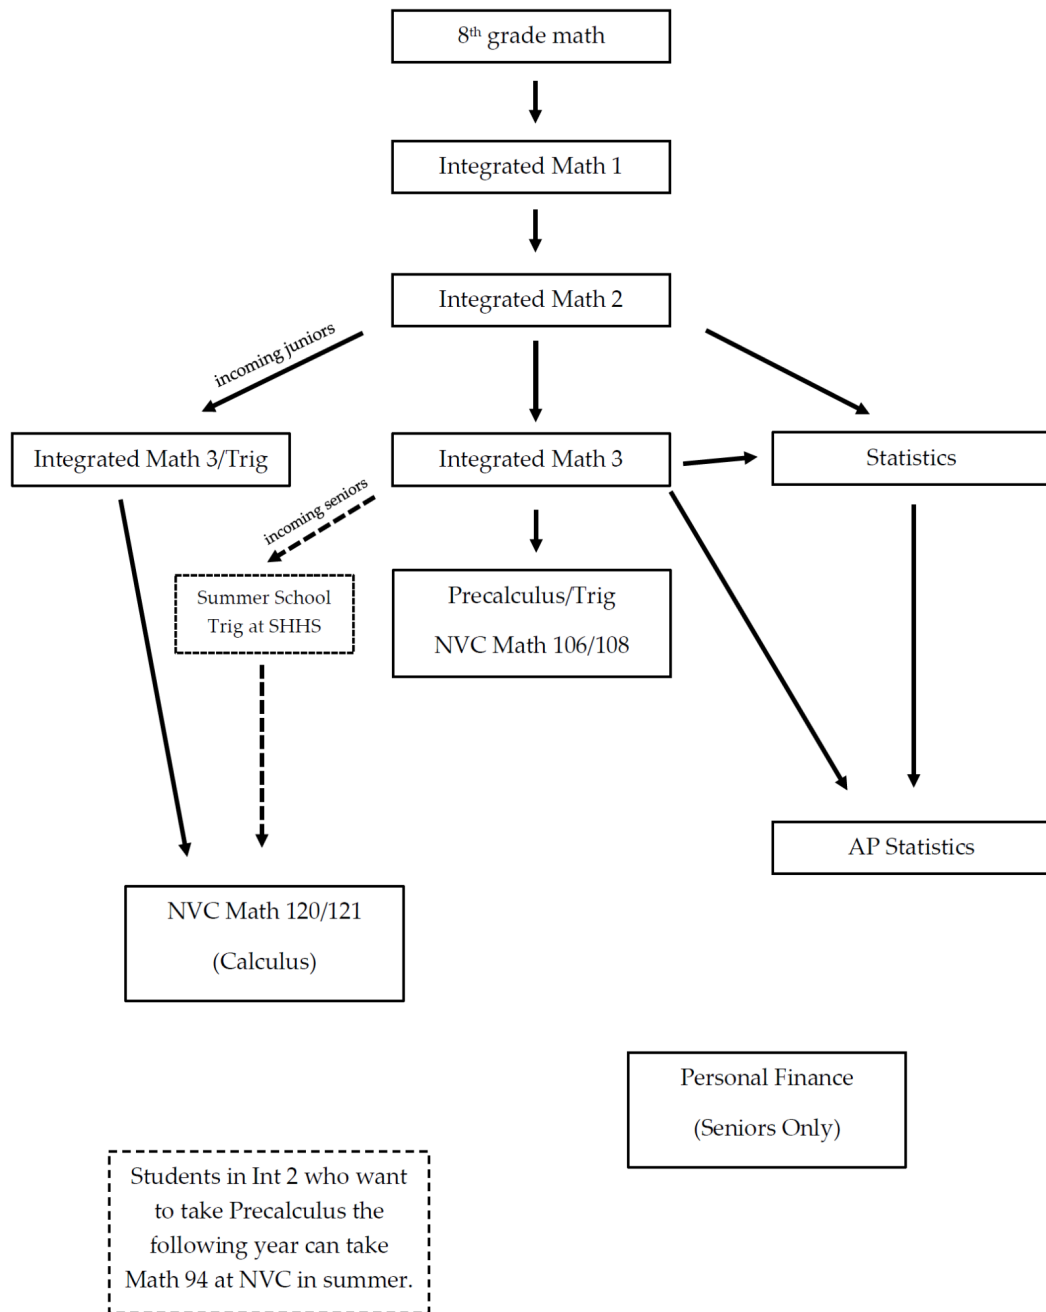 8th grade math
Integrated Math 1
Integrated Math 2
incoming juniors
Integrated Math 3/Trig
Integrated Math 3
Statistics
incoming seniors
Summer School
Trig at SHHS
Precalculus/Trig
NVC Math 106/108
AP Statistics
NVC Math 120/121
(Calculus)
Personal Finance
(Seniors Only)
Students in Int 2 who want
to take Precalculus the
following year can take
Math 94 at NVC in summer.